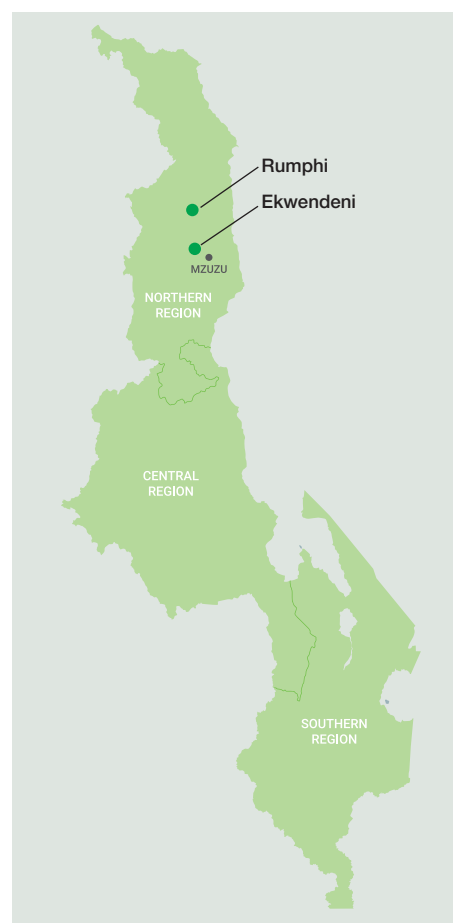 Rumphi
Ekwendeni
MZUZU
NORTHERN
REGION
CENTRAL
REGION
SOUTHERN
REGION